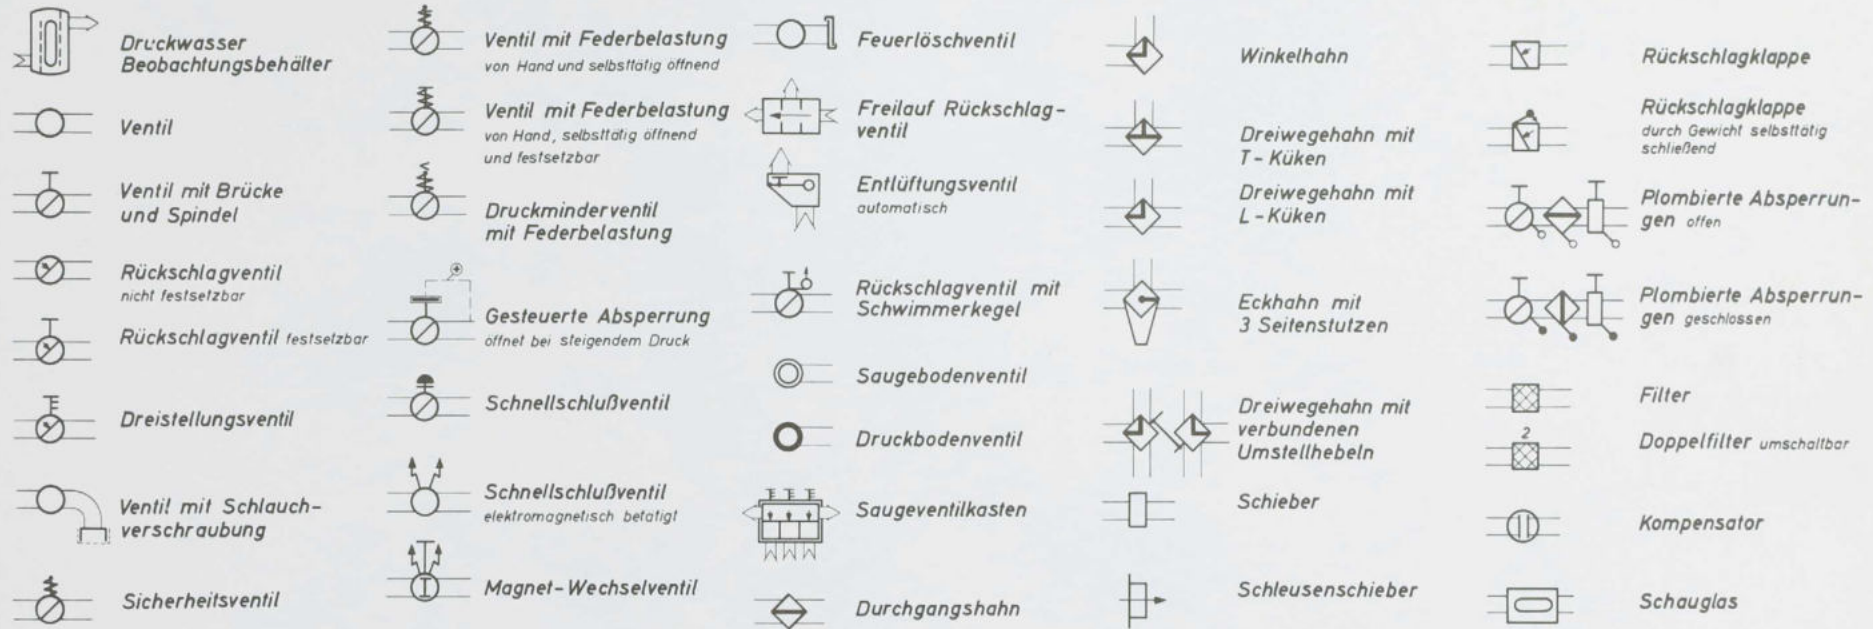 Druckwasser
Beobachtungsbehälter
Ventil
Ventil mit Brücke
und Spindel
Rückschlagventil
nicht festsetzbar
Rückschlagventil festsetzbar
Dreistellungsventil
Ventil mit Schlauch-
verschraubung
Sicherheitsventil
Ventil mit Federbelastung
von Hand und selbsttätig öffnend
Ventil mit Federbelastung
von Hand, selbsttätig öffnend
und festsetzbar
Druckminderventil
mit Federbelastung
Gesteuerte Absperrung
öffnet bei steigendem Druck
Schnellschlußventil
Schnellschlußventil
elektromagnetisch betatigt
Magnet-Wechselventil
Feuerlöschventil
Freilauf Rückschlag-
ventil
Entlüftungsventil
automatisch
Rückschlagventil mit
Schwimmerkegel
Saugebodenventil
Druckbodenventil
Saugeventilkasten
Durchgangshahn
Winkelhahn
Dreiwegehahn mit
T-Küken
Dreiwegehahn mit
L-Küken
Eckhahn mit
3 Seitenstutzen
Dreiwegehahn mit
verbundenen
Umstellhebeln
Schieber
Schleusenschieber
Rückschlagklappe
Rückschlagklappe
durch Gewicht selbsttätig
schließend
Plombierte Absperrun-
gen offen
Plombierte Absperrun-
gen geschlossen
Filter
2
Doppelfilter umschaltbar
Kompensator
Schauglas